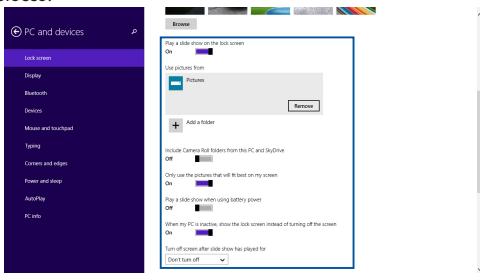 Browse
PC and devices
Lock screen
Display
Bluetooth
Devices
Mouse and touchpad
Typing
Corners and edges
Power and sleep
AutoPlay
PC info
Play a slide show on the lock screen
On
Use pictures from
Pictures
Remove
Add a folder
Include Camera Roll folders from this PC and SkyDrive
Off
Only use the pictures that will fit best on my screen
On
Play a slide show when using battery power
Off
When my PC is inactive, show the lock screen instead of turning off the screen
On
Turn off screen after slide show has played for
Don't turn off